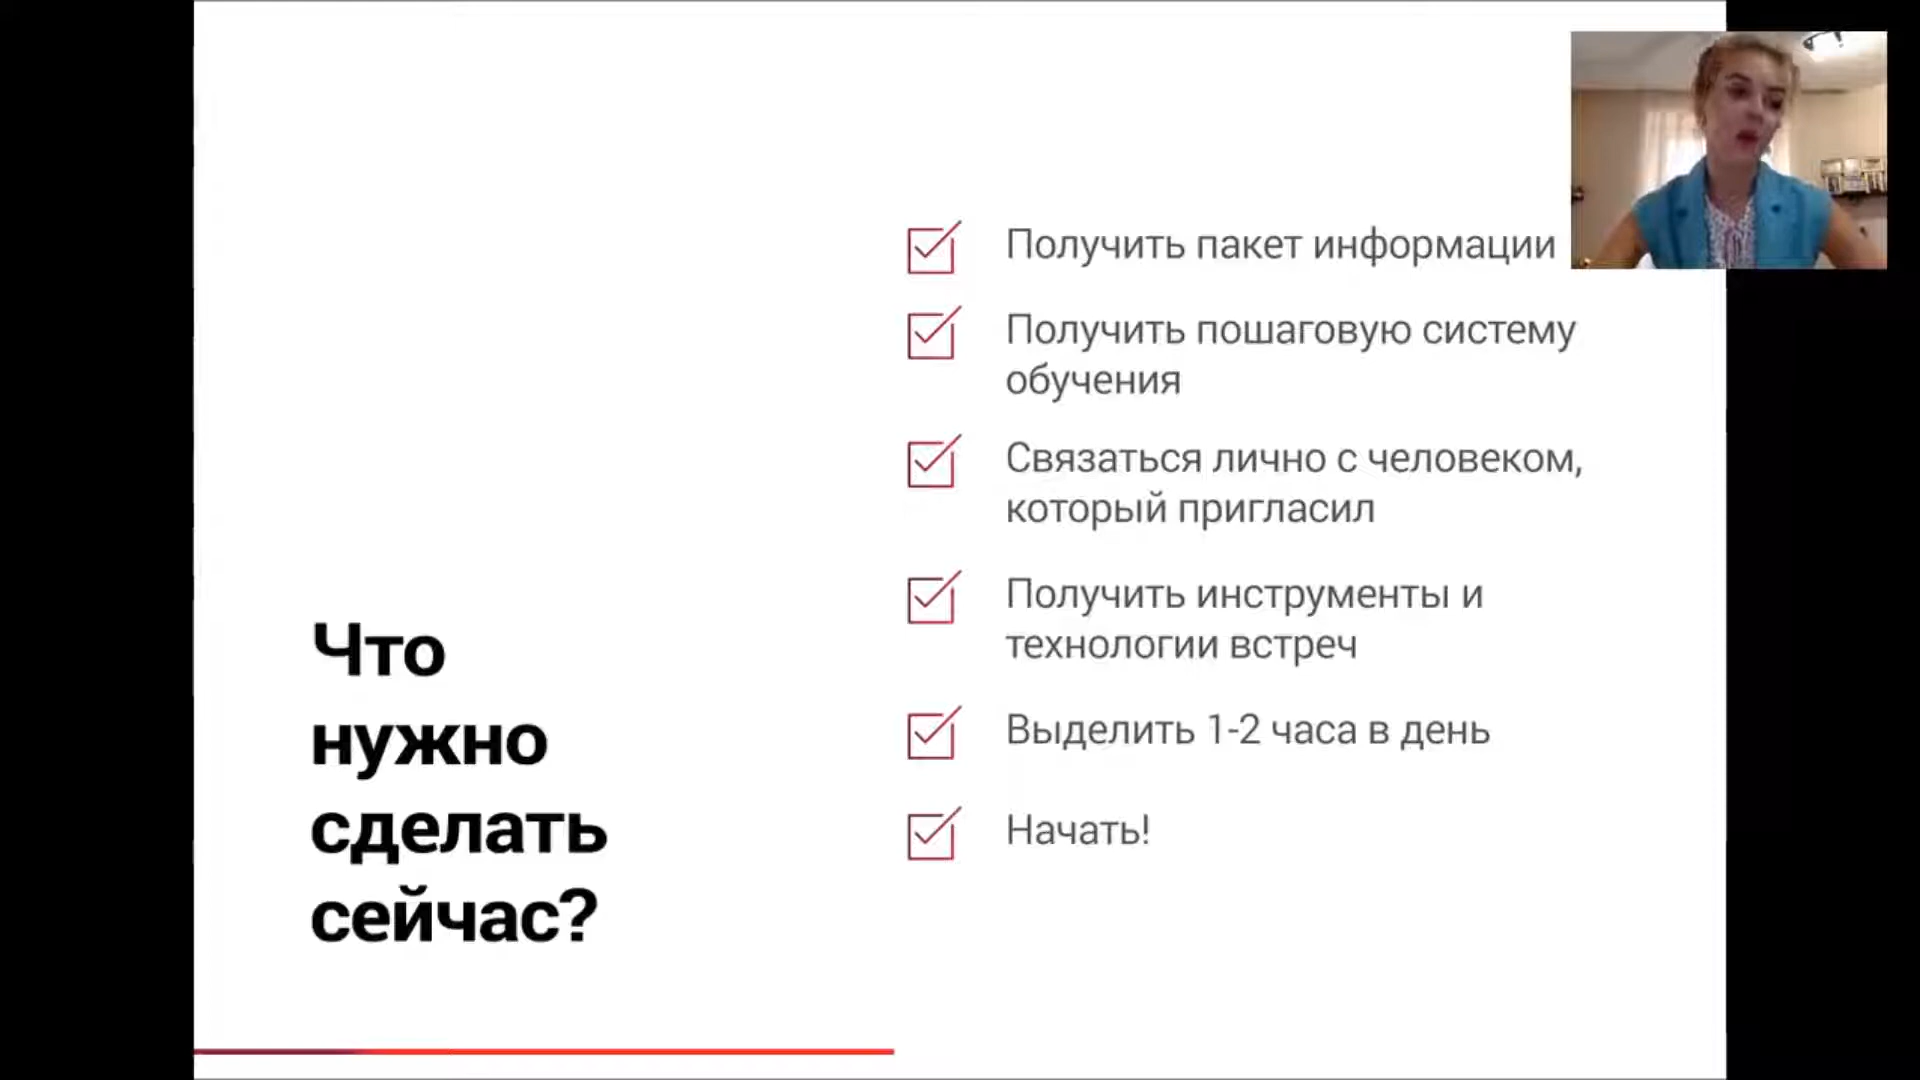 Что
нужно
сделать
сейчас?
Получить пакет информации
Получить пошаговую систему
обучения
Связаться лично с человеком,
который пригласил
Получить инструменты и
технологии встреч
Выделить 1-2 часа в день
Начать!